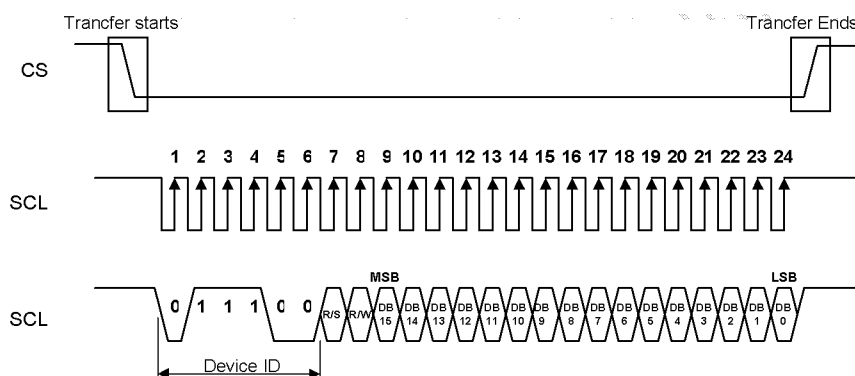 Transfer starts
Transfer Ends
CS
1 2 3 4 5 6 7 8 9 10 11 12 13 14 15 16 17 18 19 20 21 22 23 24
SCL
MSB
LSB
SCL
0 1 1 1 0 0 R/S R/W DB 15 DB 14 DB 13 DB 12 DB 11 DB 10 DB 9 DB 8 DB 7 DB 6 DB 5 DB 4 DB 3 DB 2 DB 1 DB 0
Device ID